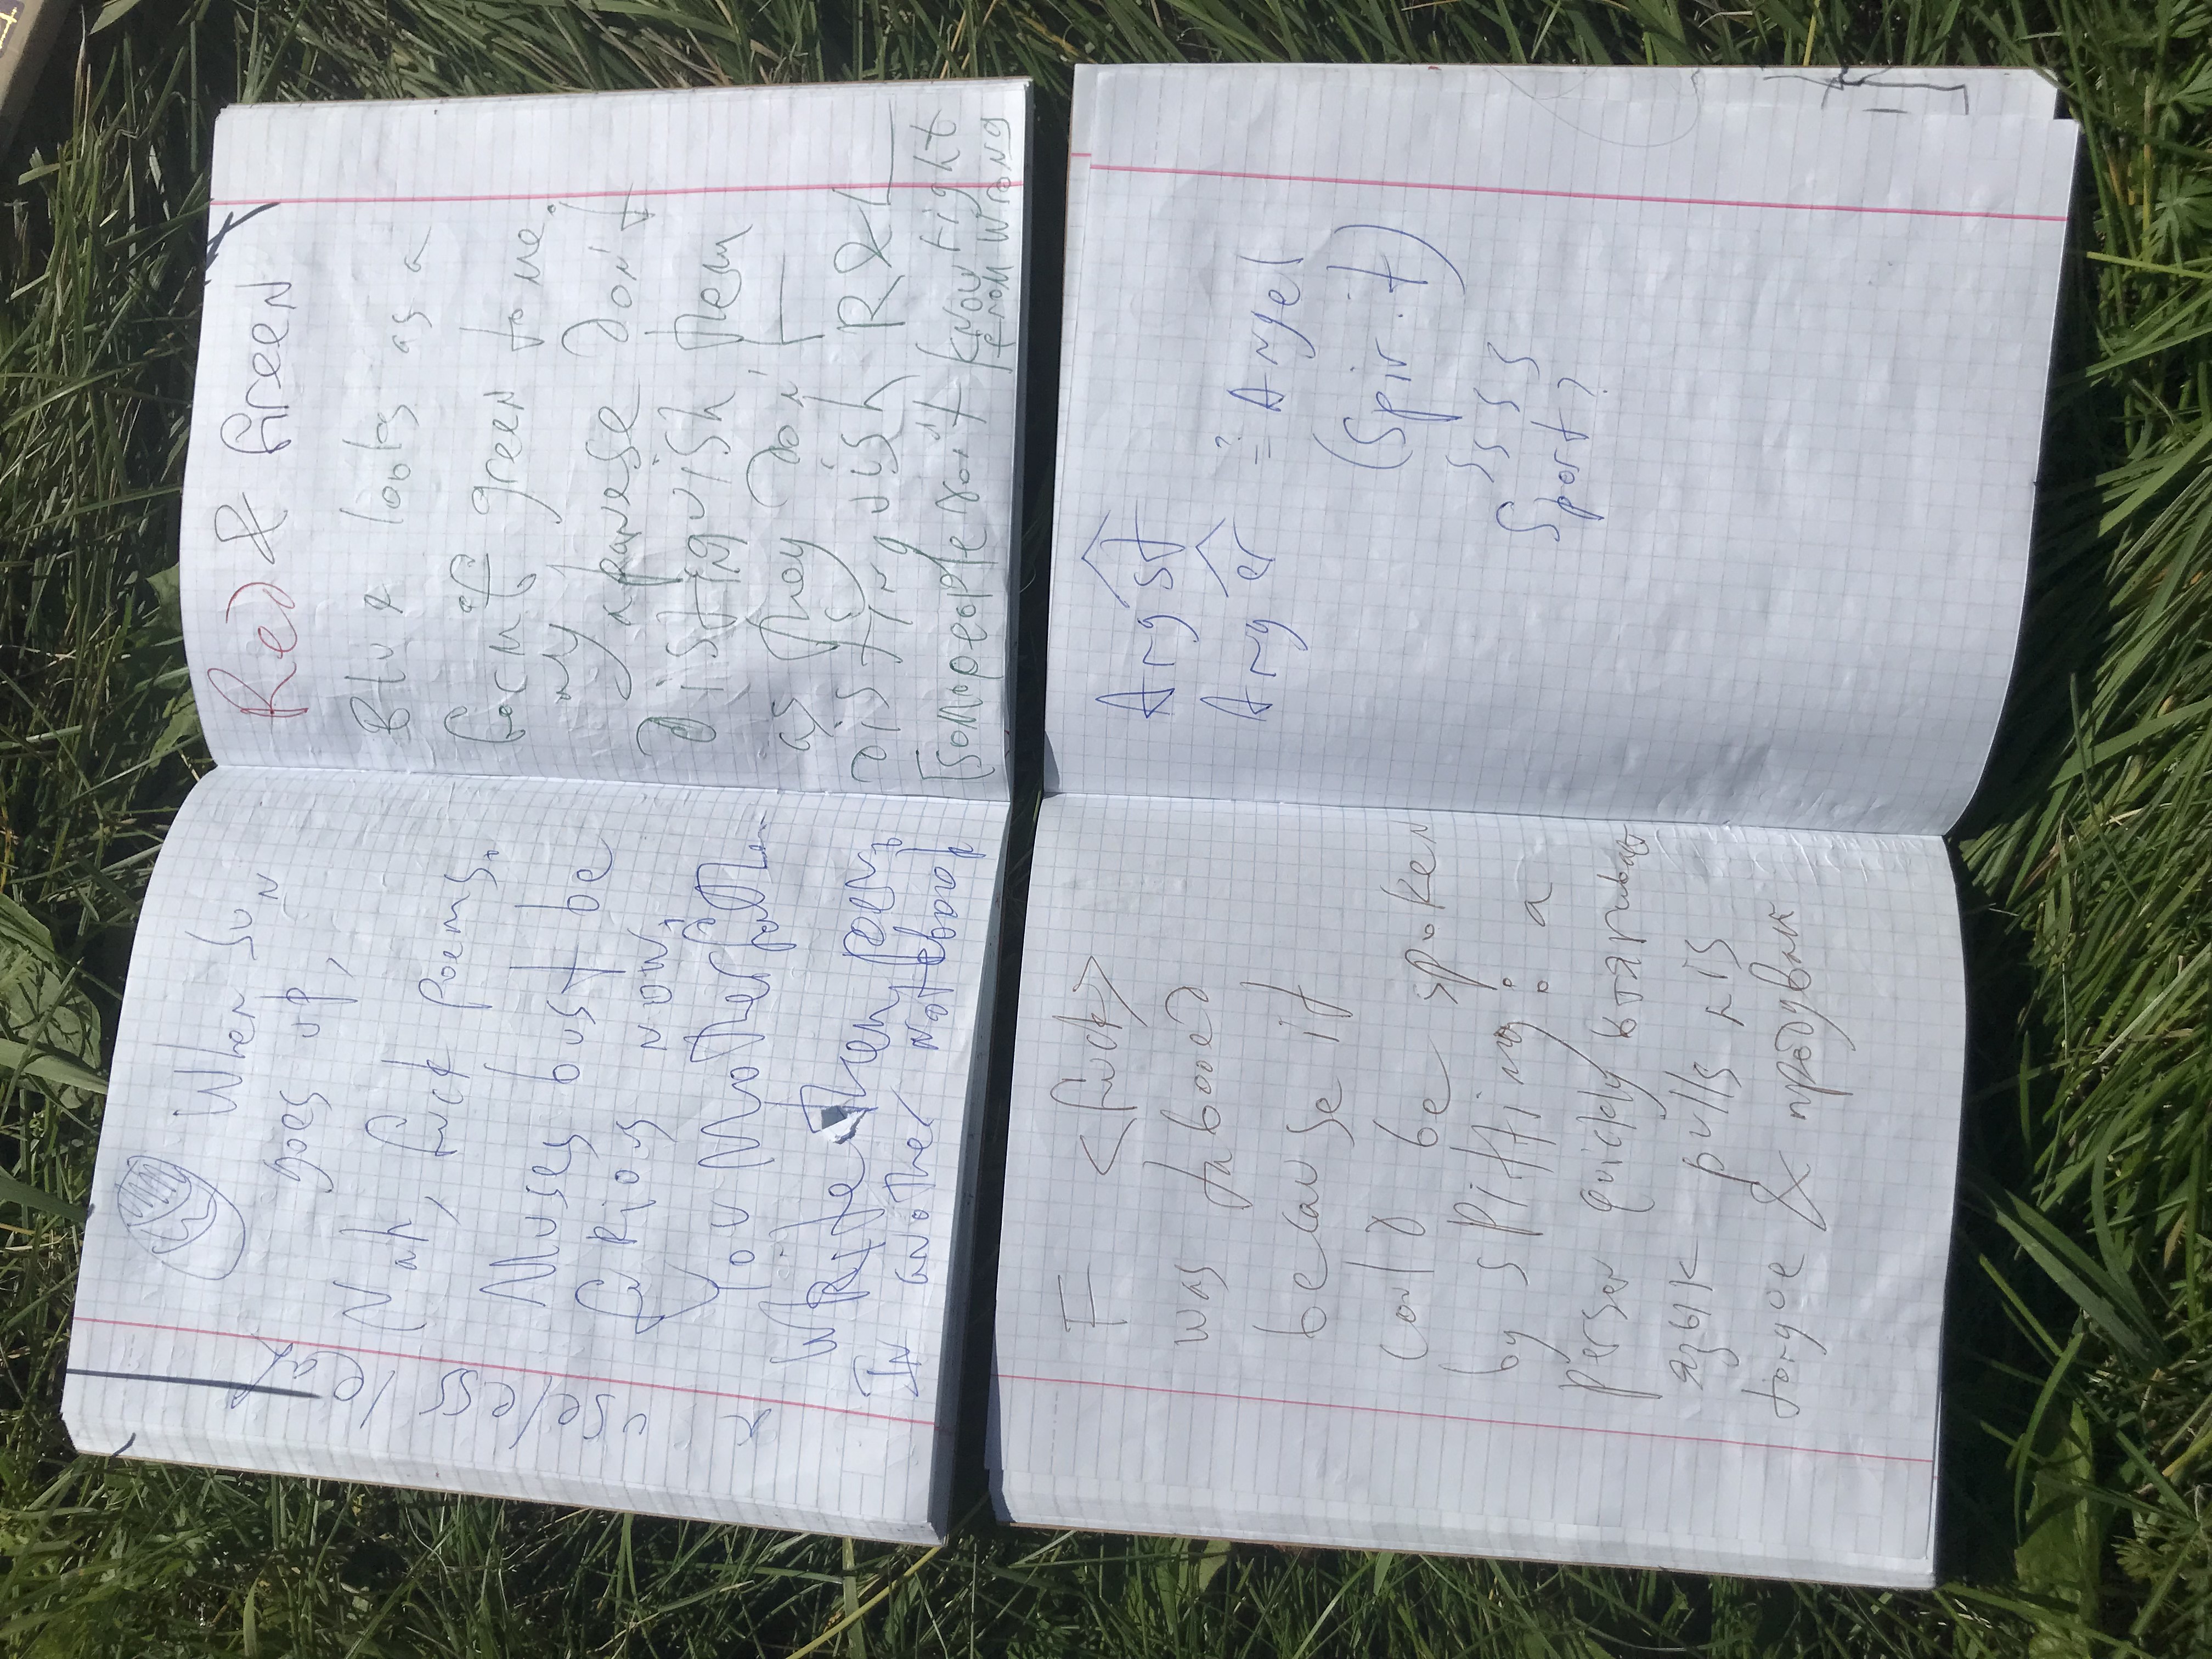 When Sun
goes up,
Nah, fuck poems.
Muses bust be
fuRious now,
You Motherfath
WRite them poems
In another notebook
useless leaf
Red & Green
Blue looks as a
form of green to me.
My Japanese don't
distinguish them
as they don't
distinguish R&L
[some people don't know right
from wrong
F <fuck>
was tabooed
because it
could be spoken
by spitting: a
person quickly втягивает
язык pulls his
tongue & продувает
Angst
Anger ≟ Angel
(Spirit)
ssss
Sport?